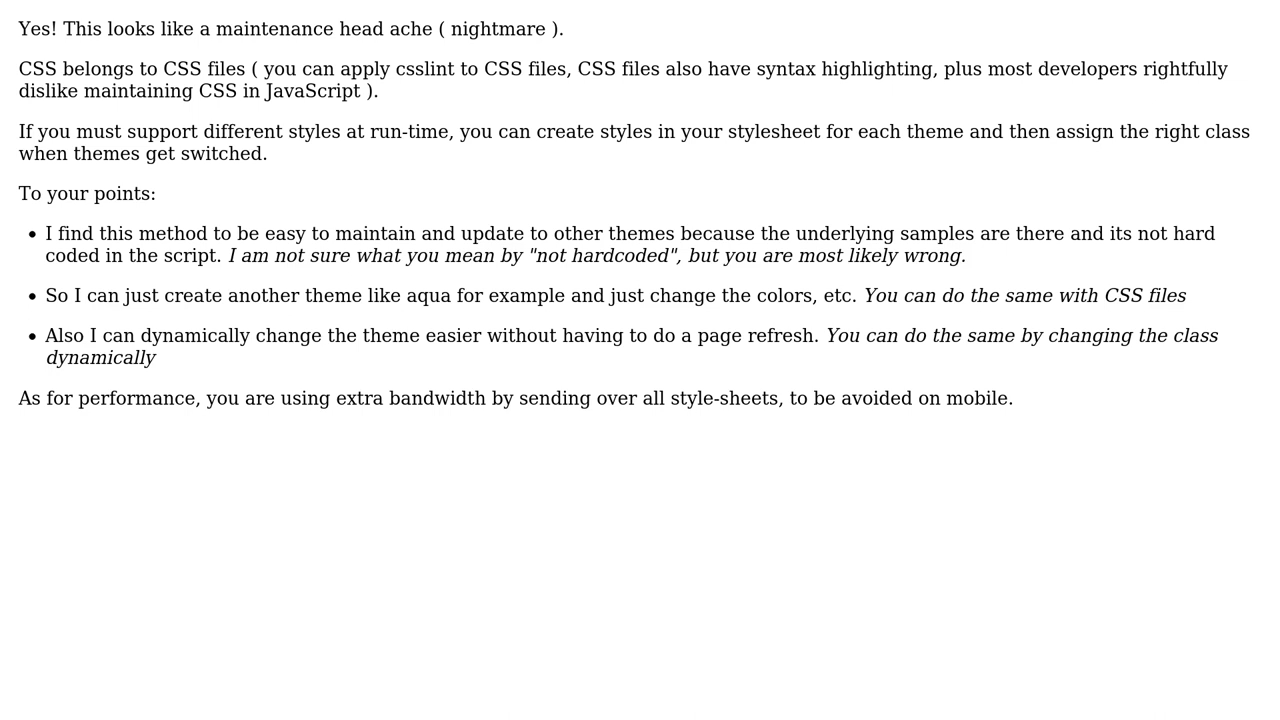 Yes! This looks like a maintenance head ache ( nightmare ).
CSS belongs to CSS files ( you can apply csslint to CSS files, CSS files also have syntax highlighting, plus most developers rightfully
dislike maintaining CSS in JavaScript ).
If you must support different styles at run-time, you can create styles in your stylesheet for each theme and then assign the right class
when themes get switched.
To your points:
• I find this method to be easy to maintain and update to other themes because the underlying samples are there and its not hard
coded in the script. I am not sure what you mean by "not hardcoded", but you are most likely wrong.
• So I can just create another theme like aqua for example and just change the colors, etc. You can do the same with CSS files
• Also I can dynamically change the theme easier without having to do a page refresh. You can do the same by changing the class
dynamically
As for performance, you are using extra bandwidth by sending over all style-sheets, to be avoided on mobile.